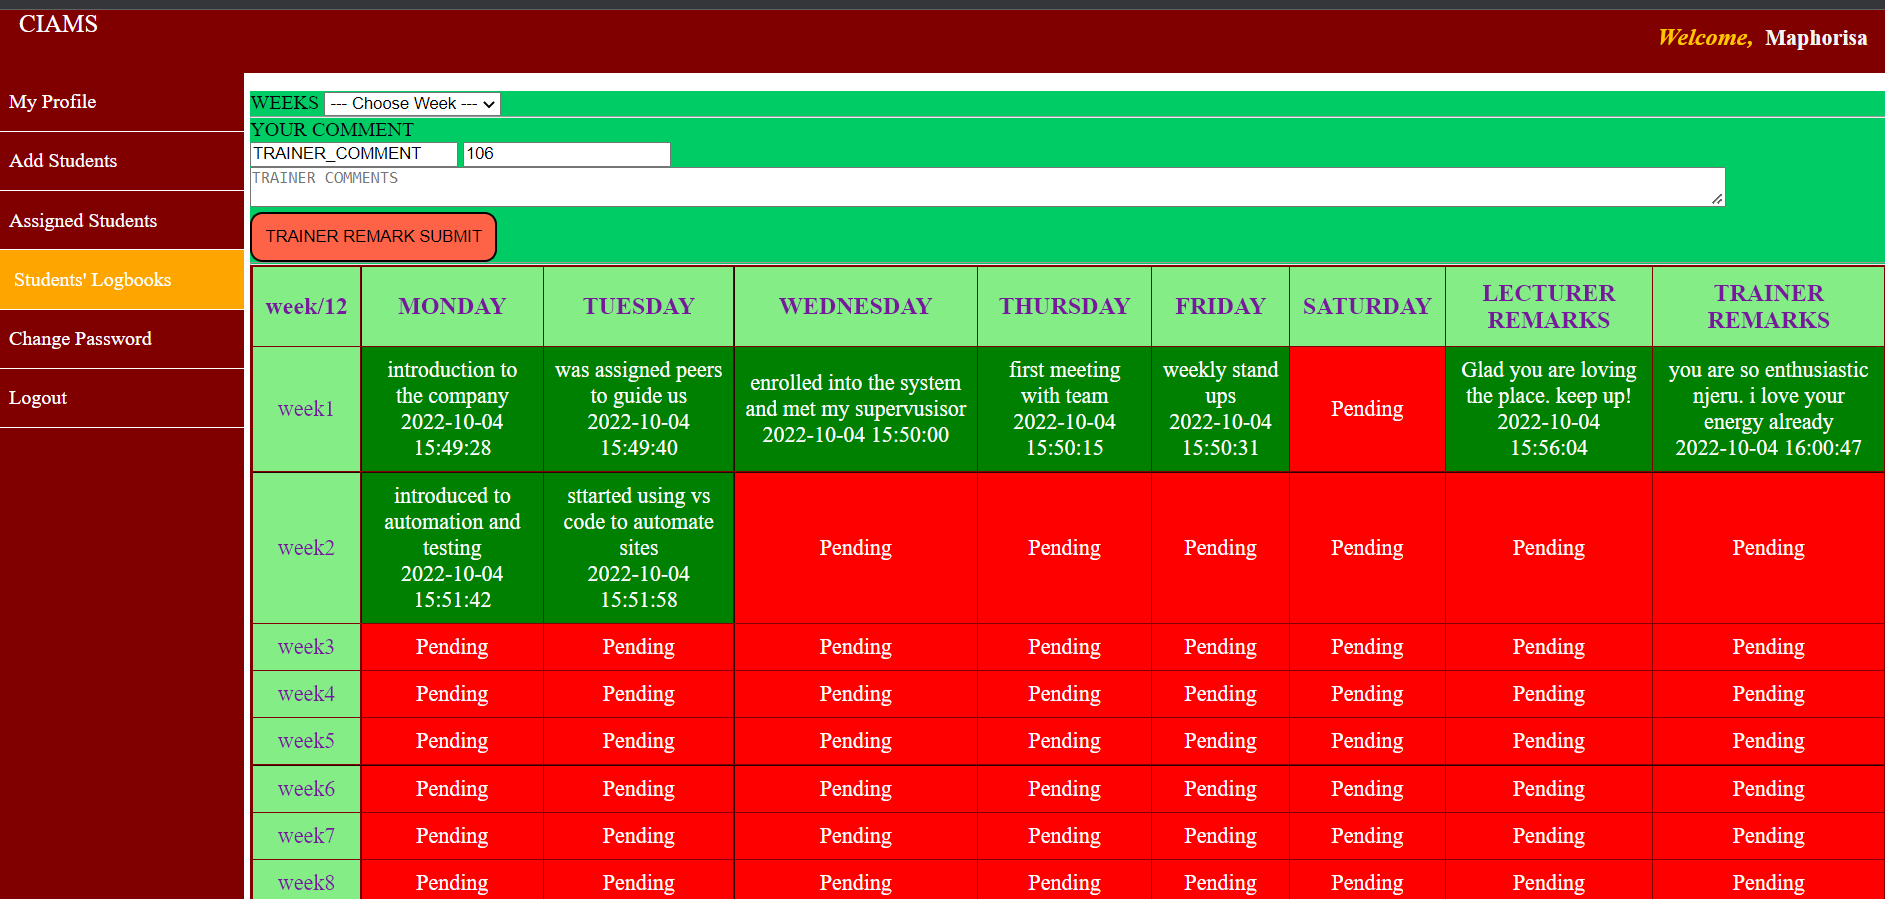 CIAMS
Welcome, Maphorisa
My Profile
Add Students
Assigned Students
Students' Logbooks
Change Password
Logout
WEEKS --- Choose Week ---
YOUR COMMENT
TRAINER_COMMENT 106
TRAINER COMMENTS
TRAINER REMARK SUBMIT
week/12 MONDAY TUESDAY WEDNESDAY THURSDAY FRIDAY SATURDAY LECTURER REMARKS TRAINER REMARKS
week1
introduction to
the company
2022-10-04
15:49:28
was assigned peers
to guide us
2022-10-04
15:49:40
enrolled into the system
and met my supervusisor
2022-10-04 15:50:00
first meeting
with team
2022-10-04
15:50:15
weekly stand
ups
2022-10-04
15:50:31
Pending
Glad you are loving
the place. keep up!
2022-10-04
15:56:04
you are so enthusiastic
njeru. i love your
energy already
2022-10-04 16:00:47
week2
introduced to
automation and
testing
2022-10-04
15:51:42
sttarted using vs
code to automate
sites
2022-10-04
15:51:58
Pending
Pending
Pending
Pending
Pending
Pending
week3 Pending Pending Pending Pending Pending Pending Pending Pending
week4 Pending Pending Pending Pending Pending Pending Pending Pending
week5 Pending Pending Pending Pending Pending Pending Pending Pending
week6 Pending Pending Pending Pending Pending Pending Pending Pending
week7 Pending Pending Pending Pending Pending Pending Pending Pending
week8 Pending Pending Pending Pending Pending Pending Pending Pending